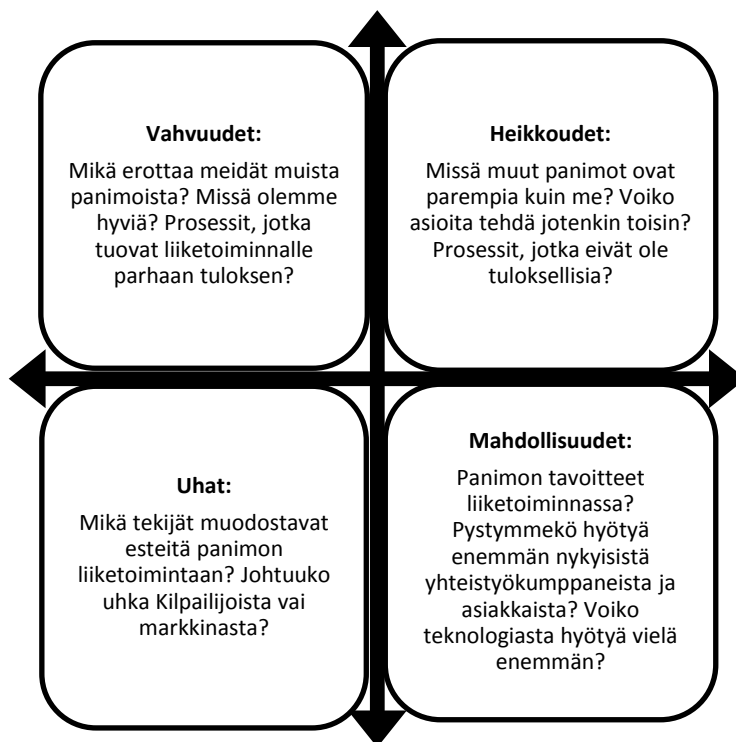 Vahvuudet:
Mikä erottaa meidät muista
panimoista? Missä olemme
hyviä? Prosessit, jotka
tuovat liiketoiminnalle
parhaan tuloksen?
Heikkoudet:
Missä muut panimot ovat
parempia kuin me? Voiko
asioita tehdä jotenkin toisin?
Prosessit, jotka eivät ole
tuloksellisia?
Uhat:
Mikä tekijät muodostavat
esteitä panimon
liiketoimintaan? Johtuuko
uhka Kilpailijoista vai
markkinasta?
Mahdollisuudet:
Panimon tavoitteet
liiketoiminnassa?
Pystymmekö hyötyä
enemmän nykyisistä
yhteistyökumppaneista ja
asiakkaista? Voiko
teknologiasta hyötyä vielä
enemmän?